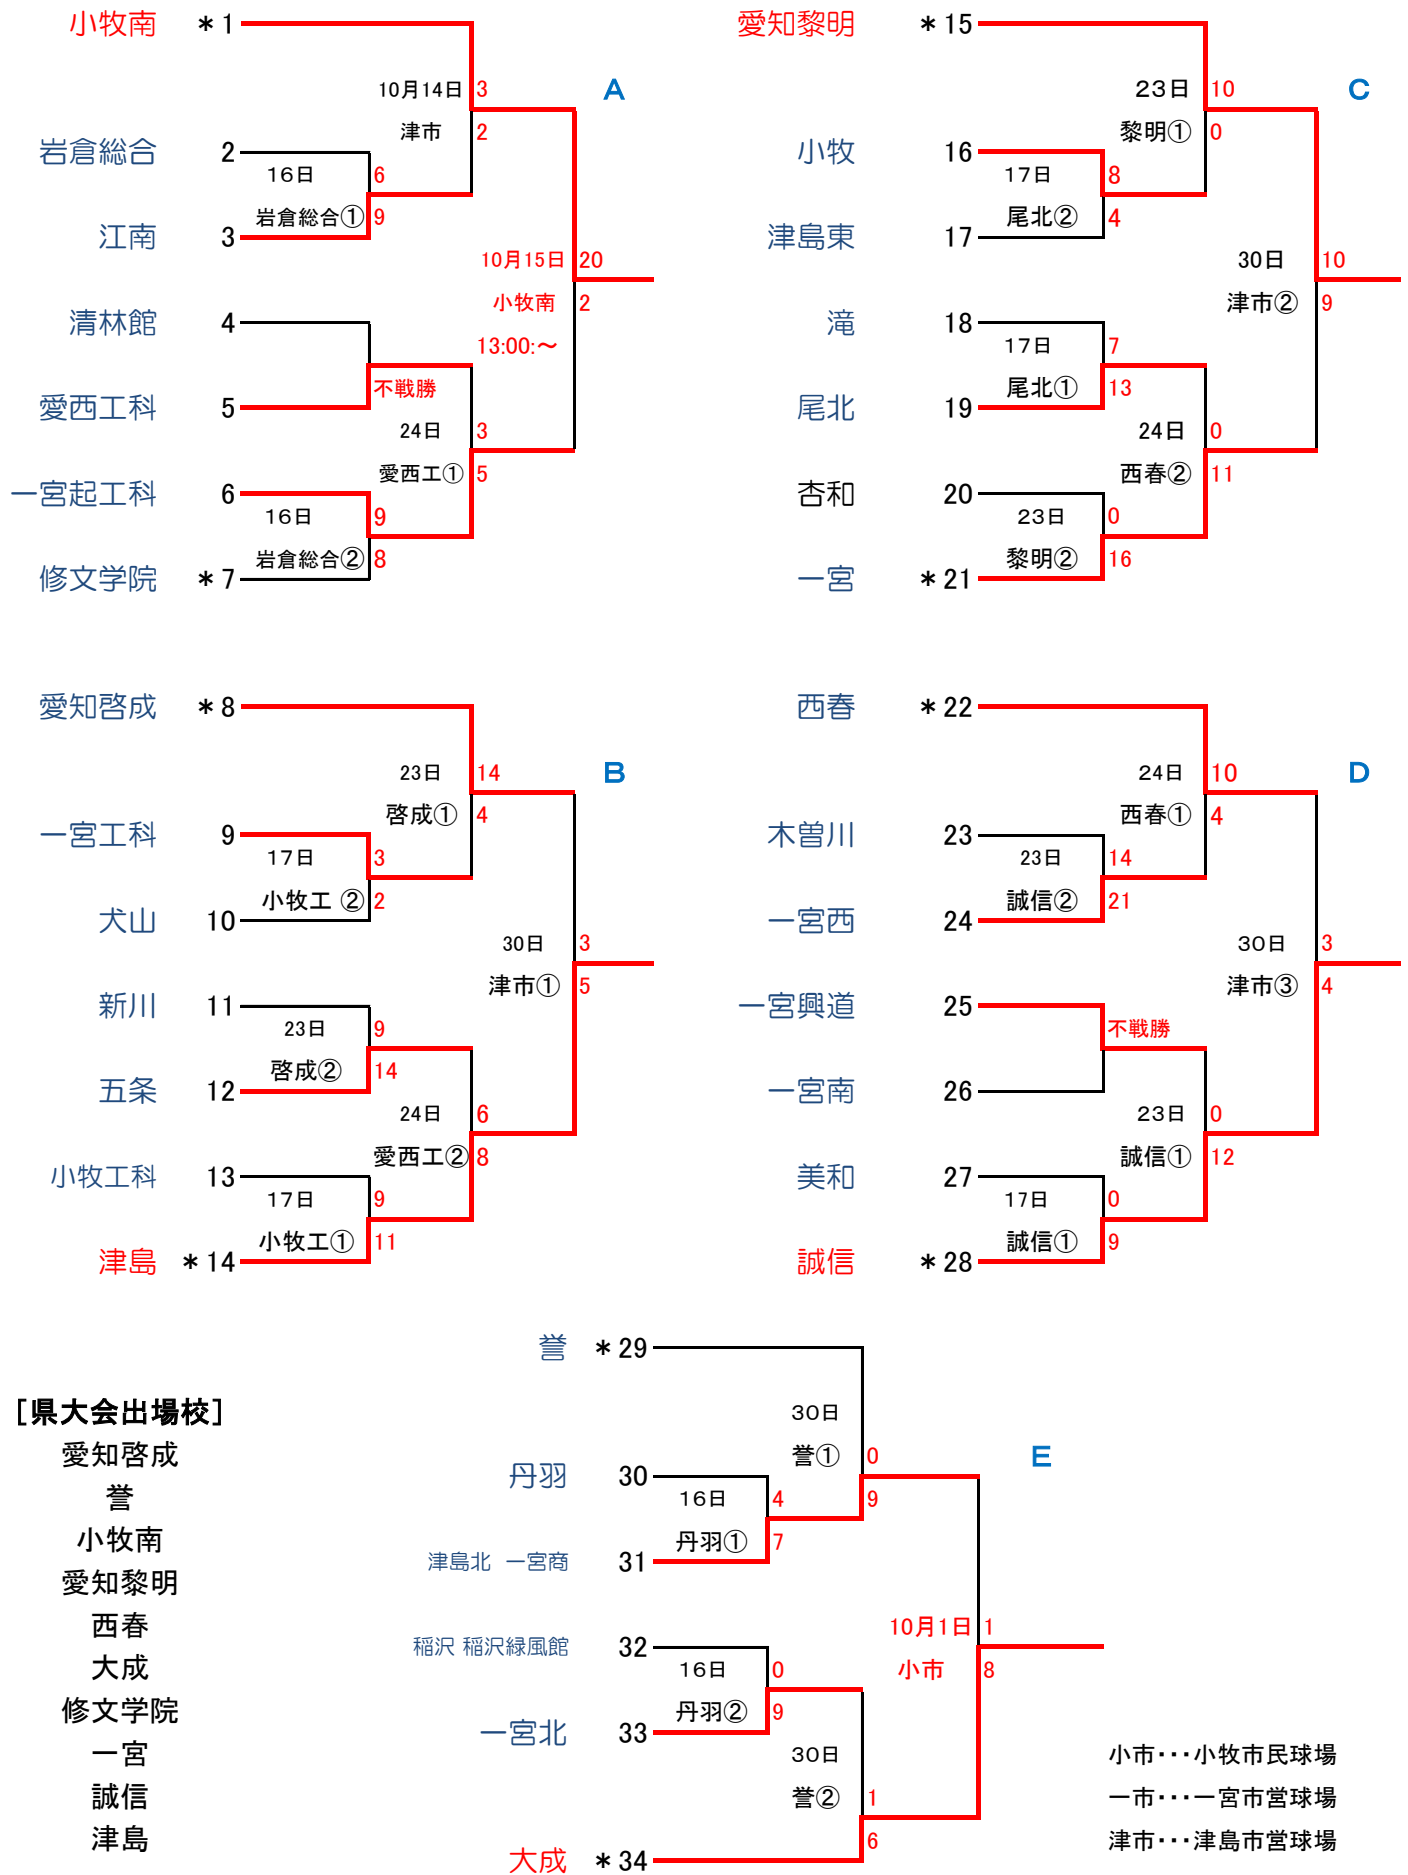 小牧南 ＊1
10月14日 3 A
津市 2
岩倉総合 2
16日 6
岩倉総合① 9
江南 3
10月15日 20
小牧南 2
清林館 4
13:00:～
不戦勝
愛西工科 5
24日 3
愛西工① 5
一宮起工科 6
16日 9
岩倉総合② 8
修文学院 ＊7
愛知啓成 ＊8
23日 14 B
啓成① 4
一宮工科 9
17日 3
小牧工 ② 2
犬山 10
30日 3
津市① 5
新川 11
23日 9
啓成② 14
五条 12
24日 6
愛西工② 8
小牧工科 13
17日 9
小牧工① 11
津島 ＊14
愛知黎明 ＊15
23日 10 C
黎明① 0
小牧 16
17日 8
尾北② 4
津島東 17
30日 10
津市② 9
滝 18
17日 7
尾北① 13
尾北 19
24日 0
西春② 11
杏和 20
23日 0
黎明② 16
一宮 ＊21
西春 ＊22
24日 10 D
西春① 4
木曽川 23
23日 14
誠信② 21
一宮西 24
30日 3
津市③ 4
一宮興道 25
不戦勝
一宮南 26
23日 0
誠信① 12
美和 27
17日 0
誠信① 9
誠信 ＊28
誉 ＊29
30日
誉① 0 E
9
丹羽 30
16日 4
丹羽① 7
津島北 一宮商 31
10月1日 1
小市 8
稲沢 稲沢緑風館 32
16日 0
丹羽② 9
一宮北 33
30日
誉② 1
6
大成 ＊34
［県大会出場校］
愛知啓成
誉
小牧南
愛知黎明
西春
大成
修文学院
一宮
誠信
津島
小市･･･小牧市民球場
一市･･･一宮市営球場
津市･･･津島市営球場